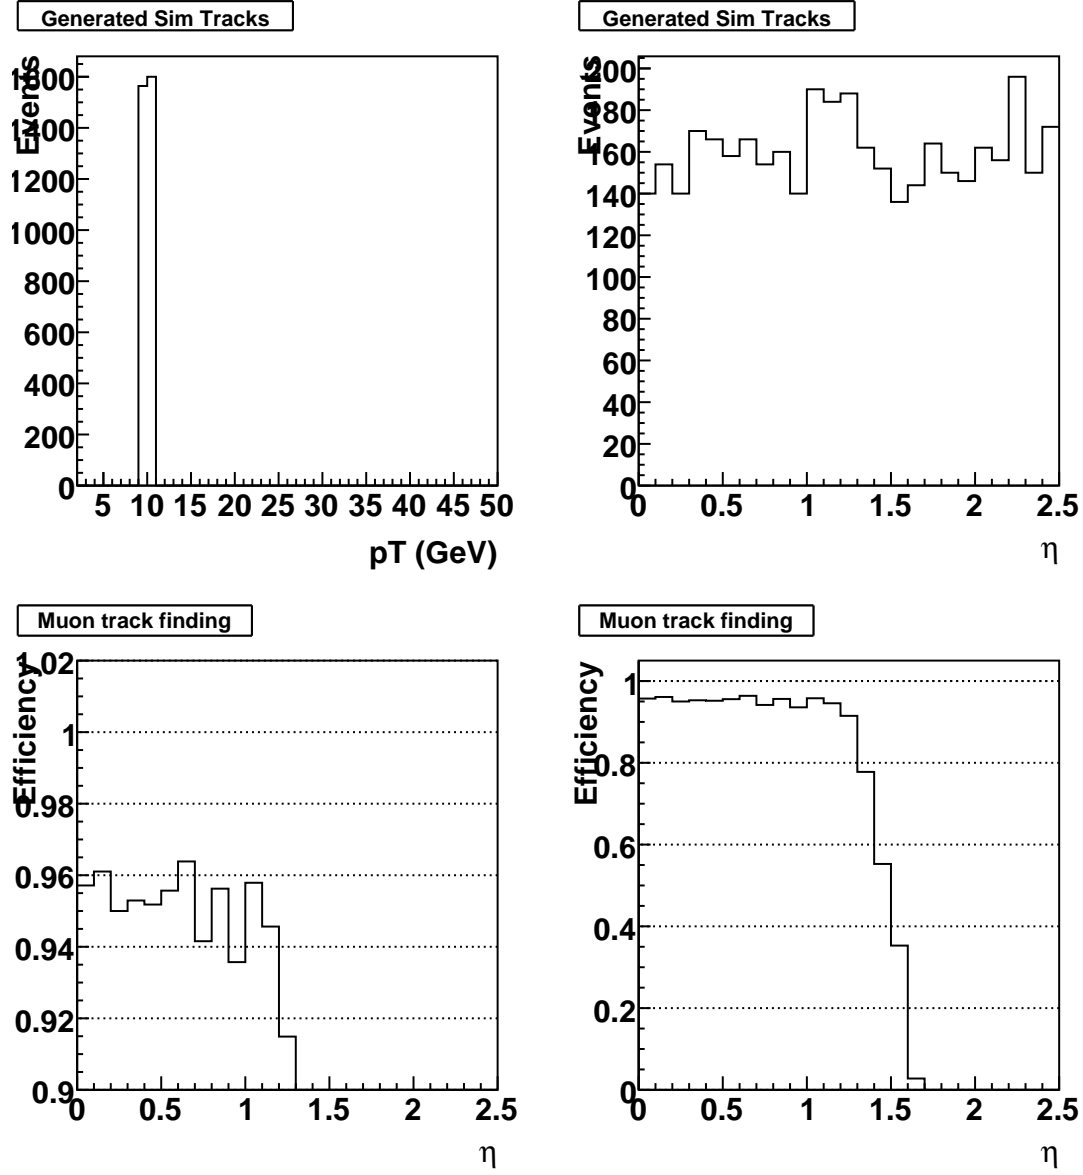 Generated Sim Tracks
Events
1600
1400
1200
1000
800
600
400
200
0
5 10 15 20 25 30 35 40 45 50
pT (GeV)
Generated Sim Tracks
Events
200
180
160
140
120
100
80
60
40
20
0
0 0.5 1 1.5 2 2.5
η
Muon track finding
Efficiency
1.02
1
0.98
0.96
0.94
0.92
0.9
0 0.5 1 1.5 2 2.5
η
Muon track finding
Efficiency
1
0.8
0.6
0.4
0.2
0
0 0.5 1 1.5 2 2.5
η